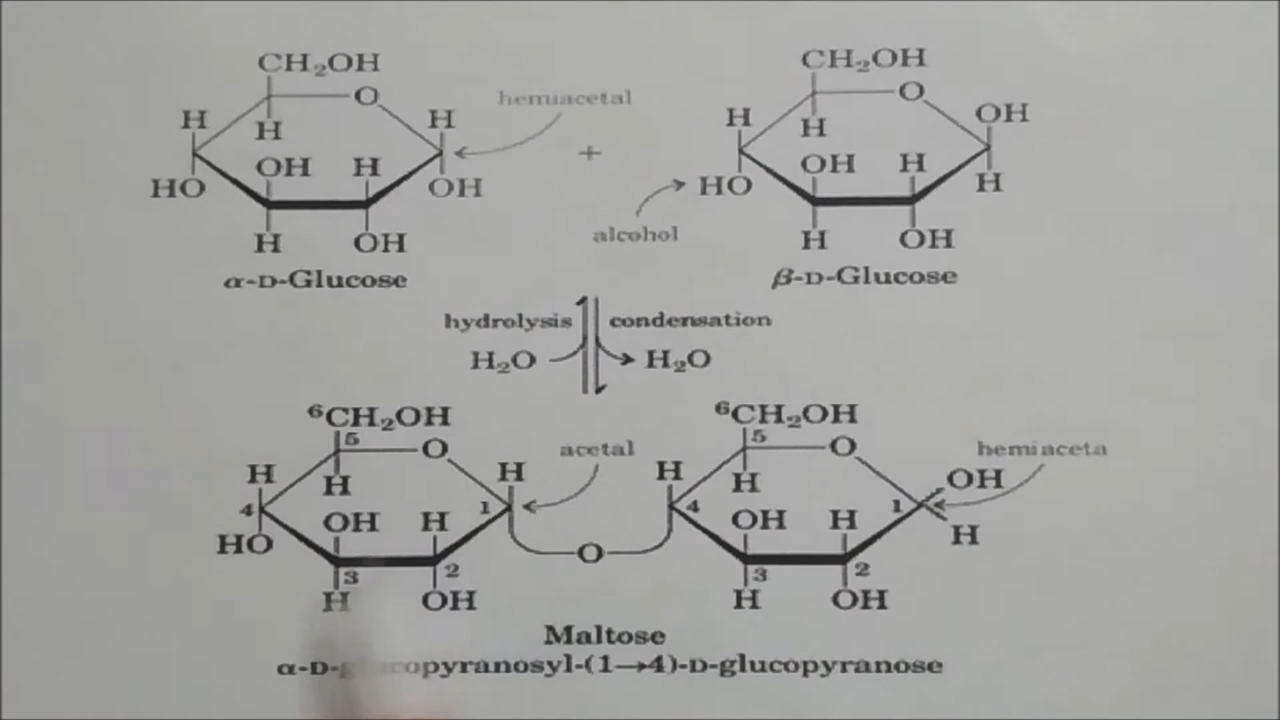 CH₂OH
O
hemiacetal
H
H
H
OH
H
HO
OH
H
OH
α-D-Glucose
+
CH₂OH
O
OH
H
H
OH
H
alcohol
HO
H
H
OH
β-D-Glucose
hydrolysis
condensation
H₂O
H₂O
⁶CH₂OH
5
O
acetal
H
H
H
4
1
OH
H
HO
3
2
H
OH
O
⁶CH₂OH
5
O
hemiaceta
H
H
OH
4
1
OH
H
H
3
2
H
OH
Maltose
(1→4)-D-glucopyranose